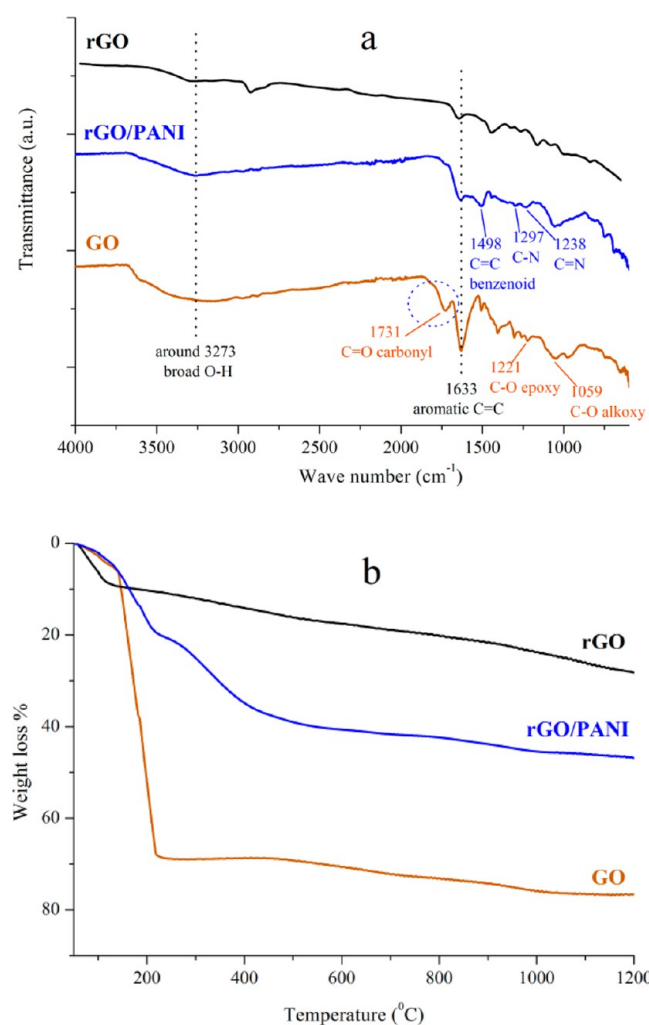 a
rGO
rGO/PANI
GO
Transmittance (a.u.)
1498
C=C
benzenoid
1297
C-N
1238
C=N
1731
C=O carbonyl
around 3273
broad O-H
1633
aromatic C=C
1221
C-O epoxy
1059
C-O alkoxy
4000 3500 3000 2500 2000 1500 1000
Wave number (cm⁻¹)
b
0
20
40
60
80
Weight loss %
rGO
rGO/PANI
GO
200 400 600 800 1000 1200
Temperature (⁰C)